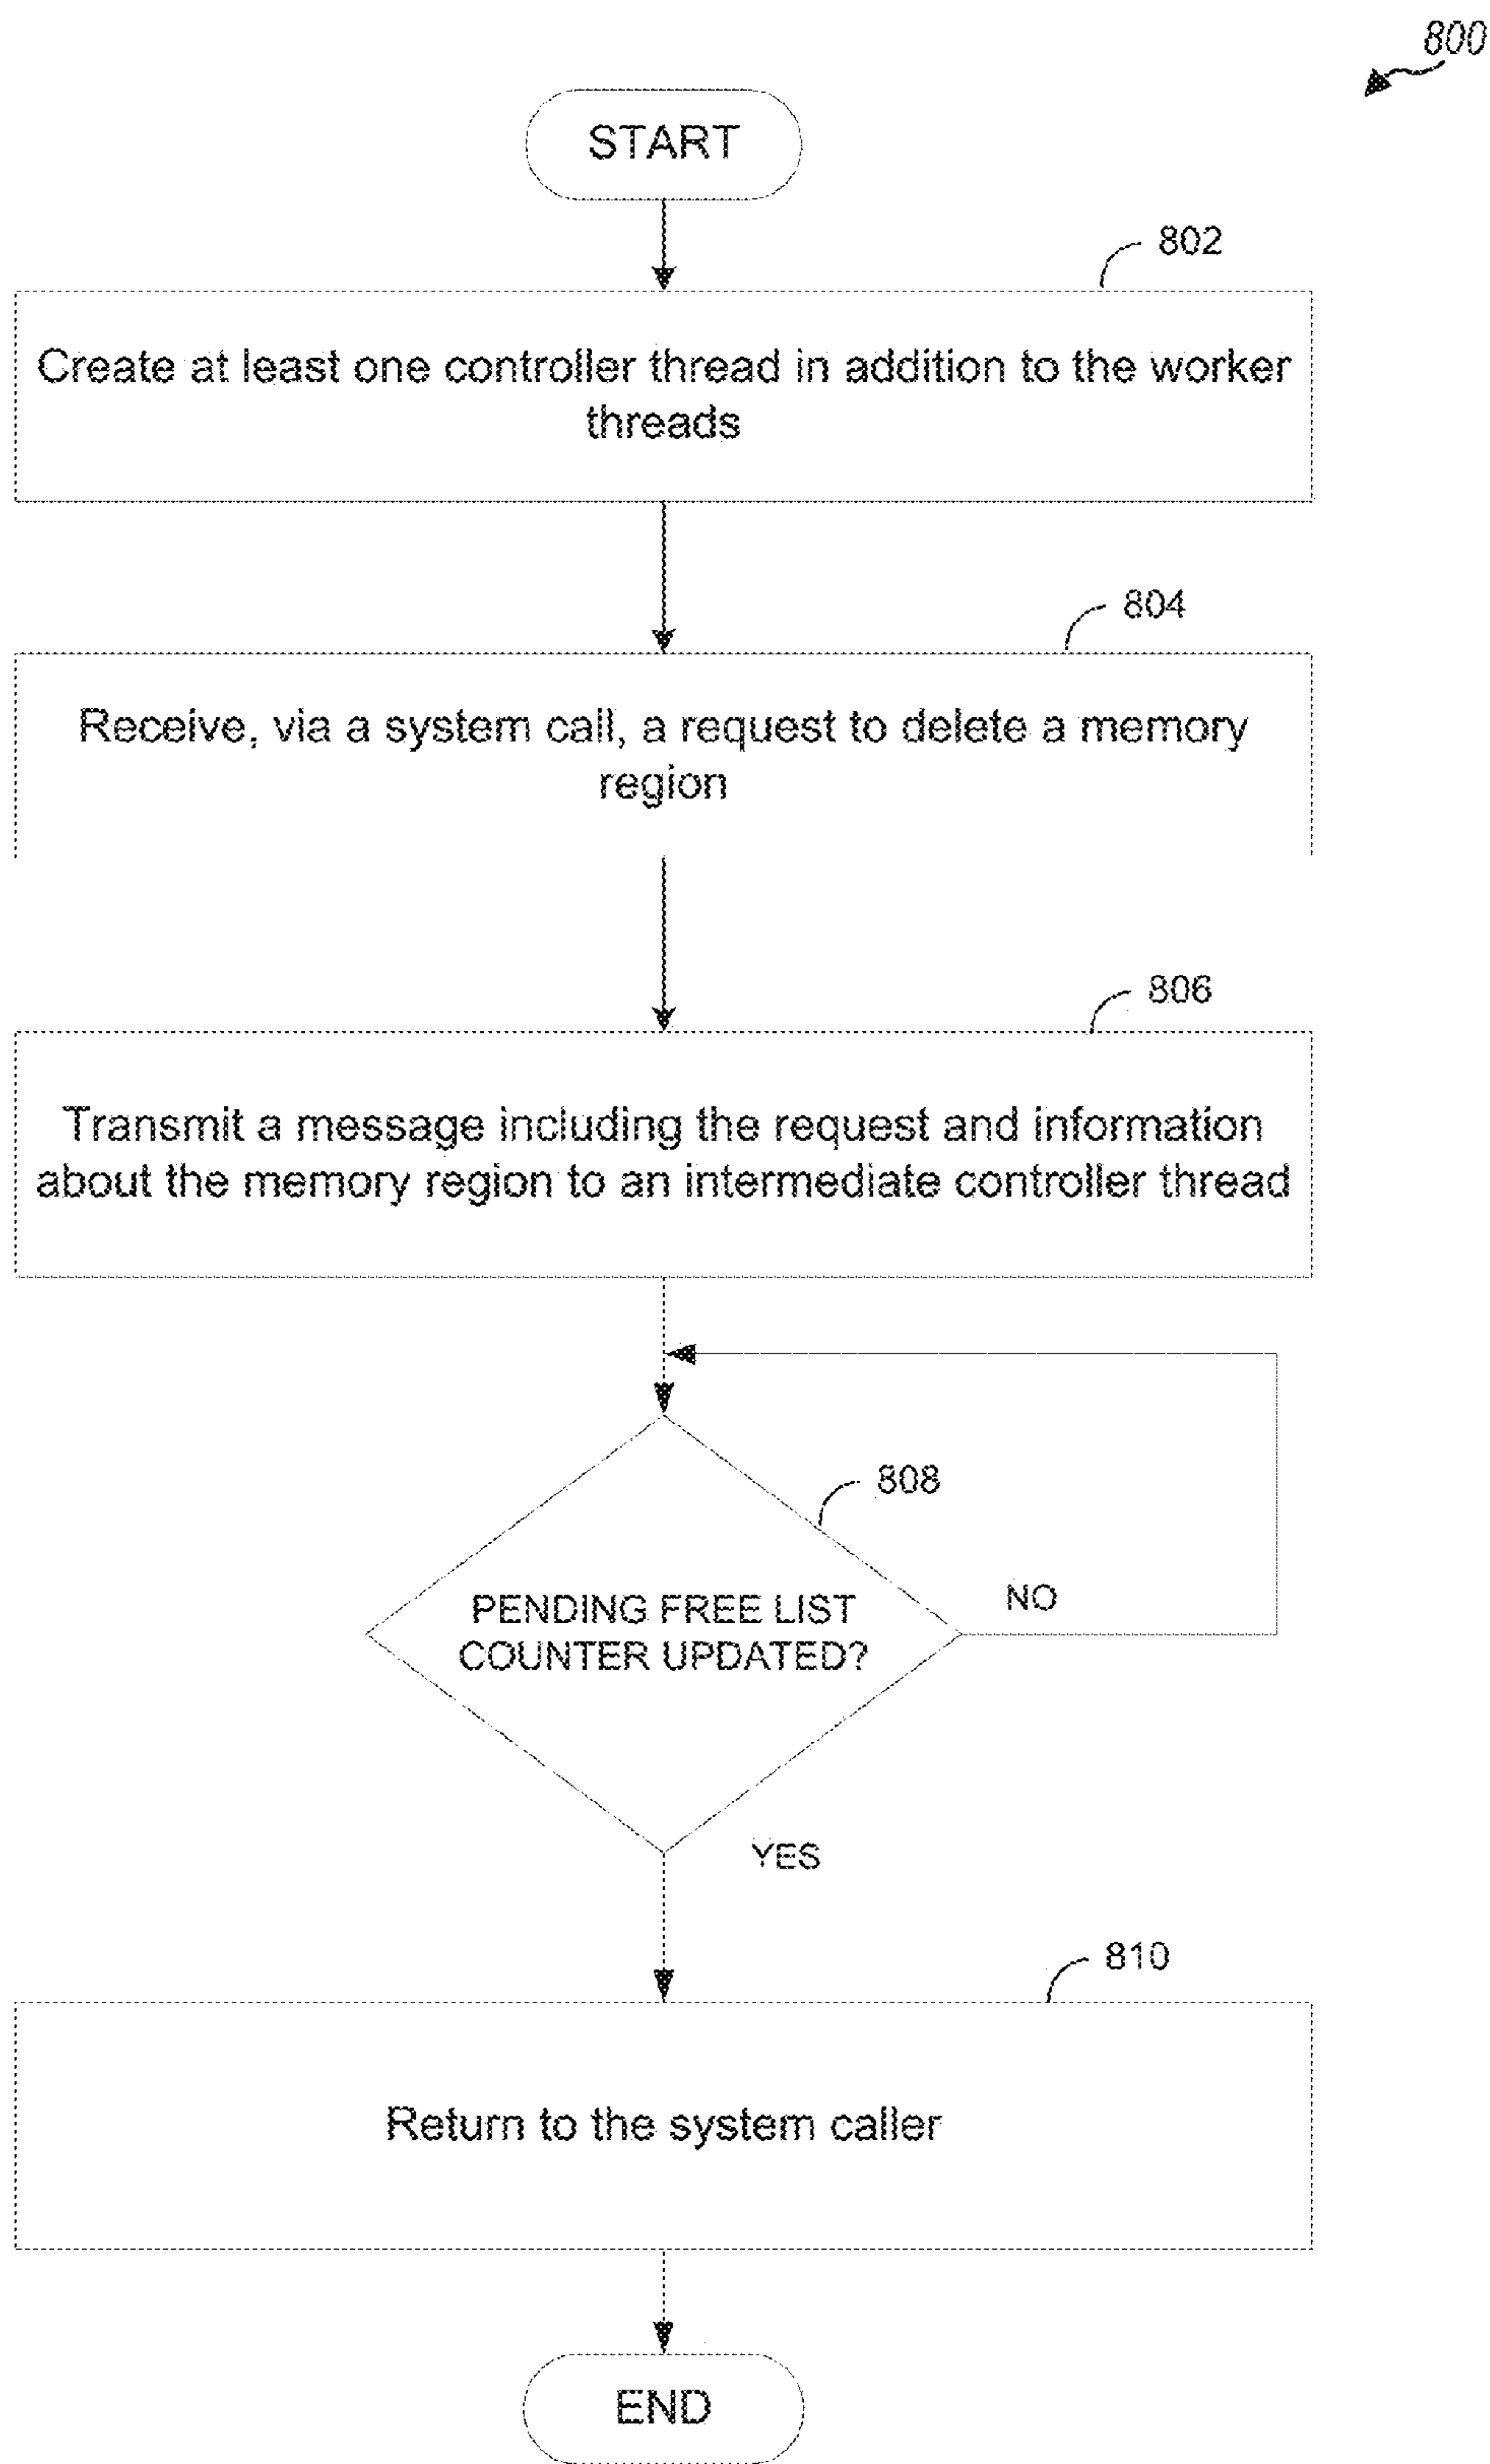 800
START
802
Create at least one controller thread in addition to the worker
threads
804
Receive, via a system call, a request to delete a memory
region
806
Transmit a message including the request and information
about the memory region to an intermediate controller thread
808
PENDING FREE LIST
COUNTER UPDATED?
NO
YES
810
Return to the system caller
END